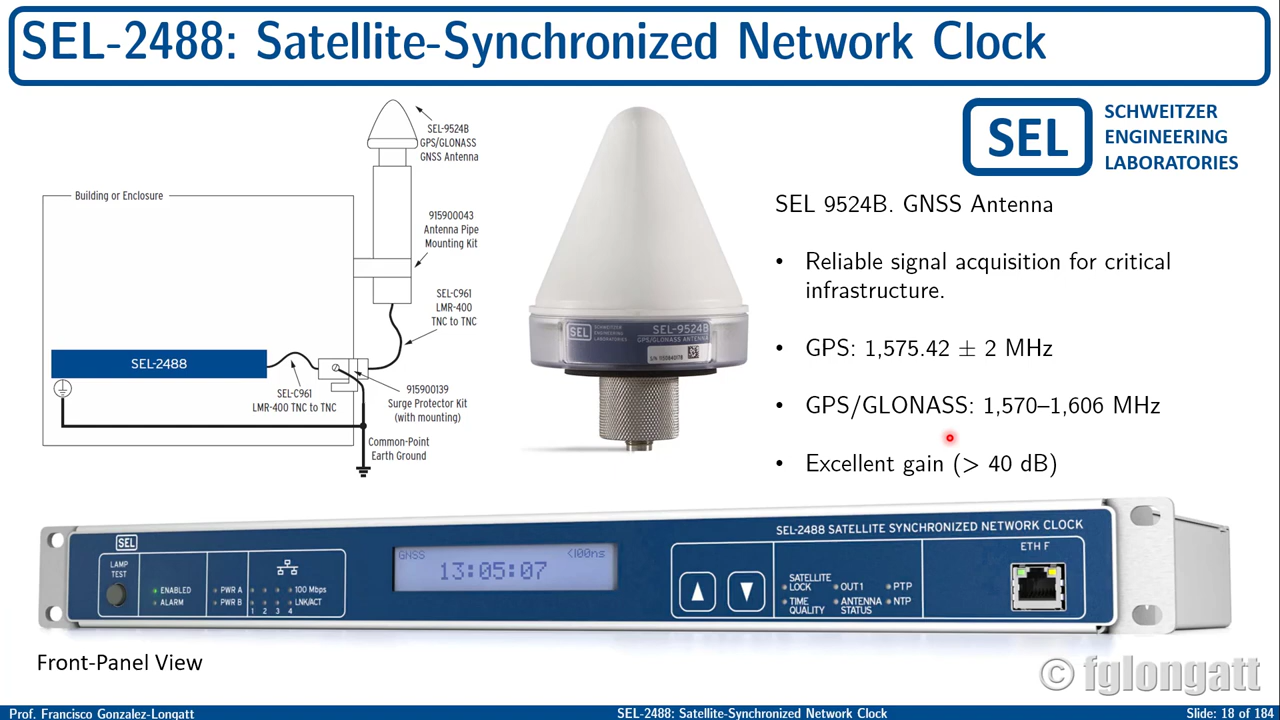 SEL-2488: Satellite-Synchronized Network Clock
SEL-9524B
GPS/GLONASS
GNSS Antenna
Building or Enclosure
915900043
Antenna Pipe
Mounting Kit
SEL-C961
LMR-400
TNC to TNC
SEL-2488
SEL-C961
LMR-400 TNC to TNC
915900139
Surge Protector Kit
(with mounting)
Common-Point
Earth Ground
SEL
SCHWEITZER
ENGINEERING
LABORATORIES
SEL-9524B
GPS/GLONASS ANTENNA
SEL
SCHWEITZER
ENGINEERING
LABORATORIES
SEL 9524B. GNSS Antenna
• Reliable signal acquisition for critical
infrastructure.
• GPS: 1,575.42 ± 2 MHz
• GPS/GLONASS: 1,570–1,606 MHz
• Excellent gain (> 40 dB)
SEL
SEL-2488 SATELLITE SYNCHRONIZED NETWORK CLOCK
LAMP
TEST
ENABLED
ALARM
PWR A
PWR B
100 Mbps
LNK/ACT
1 2 3 4
GNSS <100ns
13:05:07
SATELLITE
LOCK
OUT1
PTP
TIME
QUALITY
ANTENNA
STATUS
NTP
ETH F
Front-Panel View
© fglongatt
Prof. Francisco Gonzalez-Longatt
SEL-2488: Satellite-Synchronized Network Clock
Slide: 18 of 184